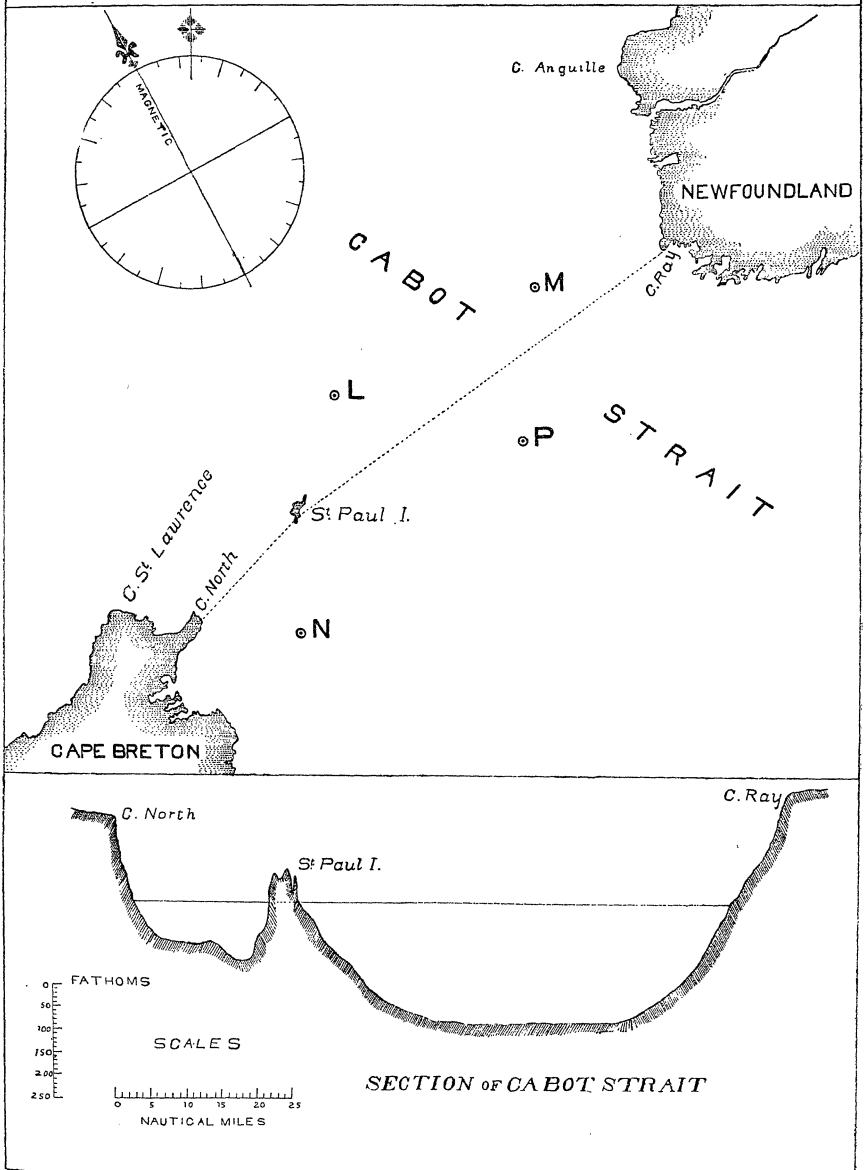 MAGNETIC
C. Anguille
NEWFOUNDLAND
C. Ray
CABOT
M
L
STRAIT
P
St. Paul I.
C. St. Lawrence
C. North
N
CAPE BRETON
C. Ray
C. North
St. Paul I.
0 FATHOMS
50
100
150
200
250
SCALES
0 5 10 15 20 25
NAUTICAL MILES
SECTION OF CABOT STRAIT